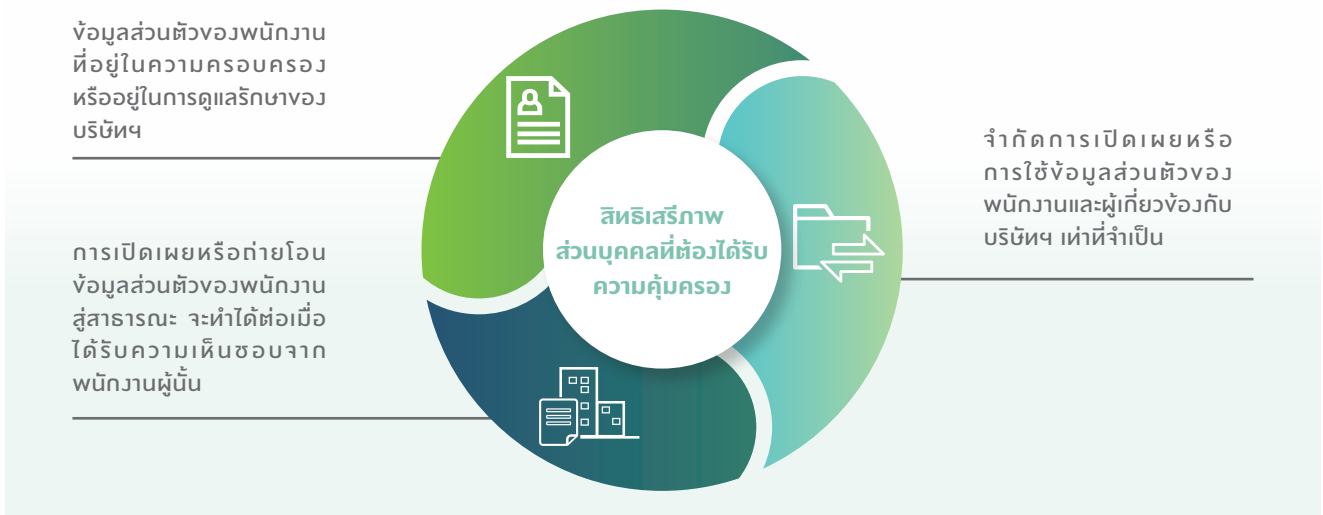 ข้อมูลส่วนตัวของพนักงาน
ที่อยู่ในความครอบครอง
หรืออยู่ในการดูแลรักษาของ
บริษัทฯ
การเปิดเผยหรือถ่ายโอน
ข้อมูลส่วนตัวของพนักงาน
สู่สาธารณะ จะทำได้ต่อเมื่อ
ได้รับความเห็นชอบจาก
พนักงานผู้นั้น
สิทธิเสรีภาพ
ส่วนบุคคลที่ต้องได้รับ
ความคุ้มครอง
จำกัดการเปิดเผยหรือ
การใช้ข้อมูลส่วนตัวของ
พนักงานและผู้เกี่ยวข้องกับ
บริษัทฯ เท่าที่จำเป็น